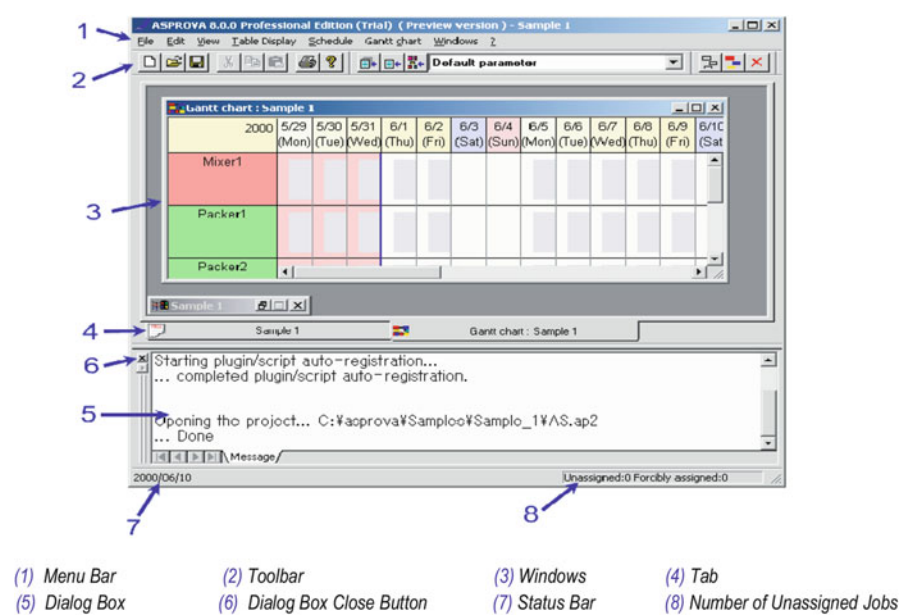 ASPROVA 8.0.0 Professional Edition (Trial) ( Preview version ) - Sample 1
1
File Edit View Table Display Schedule Gantt chart Windows ?
2
Default parameter
Gantt chart : Sample 1
2000 5/29 5/30 5/31 6/1 6/2 6/3 6/4 6/5 6/6 6/7 6/8 6/9 6/10
(Mon) (Tue) (Wed) (Thu) (Fri) (Sat) (Sun) (Mon) (Tue) (Wed) (Thu) (Fri) (Sat
Mixer1
3
Packer1
Packer2
Sample 1
4
Sample 1 Gantt chart : Sample 1
6
Starting plugin/script auto-registration...
... completed plugin/script auto-registration.
5
Opening the project... C:¥asprova¥Samples¥Sample_1¥AS.ap2
... Done
Message
2000/06/10 Unassigned:0 Forcibly assigned:0
7
8
(1) Menu Bar (2) Toolbar (3) Windows (4) Tab
(5) Dialog Box (6) Dialog Box Close Button (7) Status Bar (8) Number of Unassigned Jobs